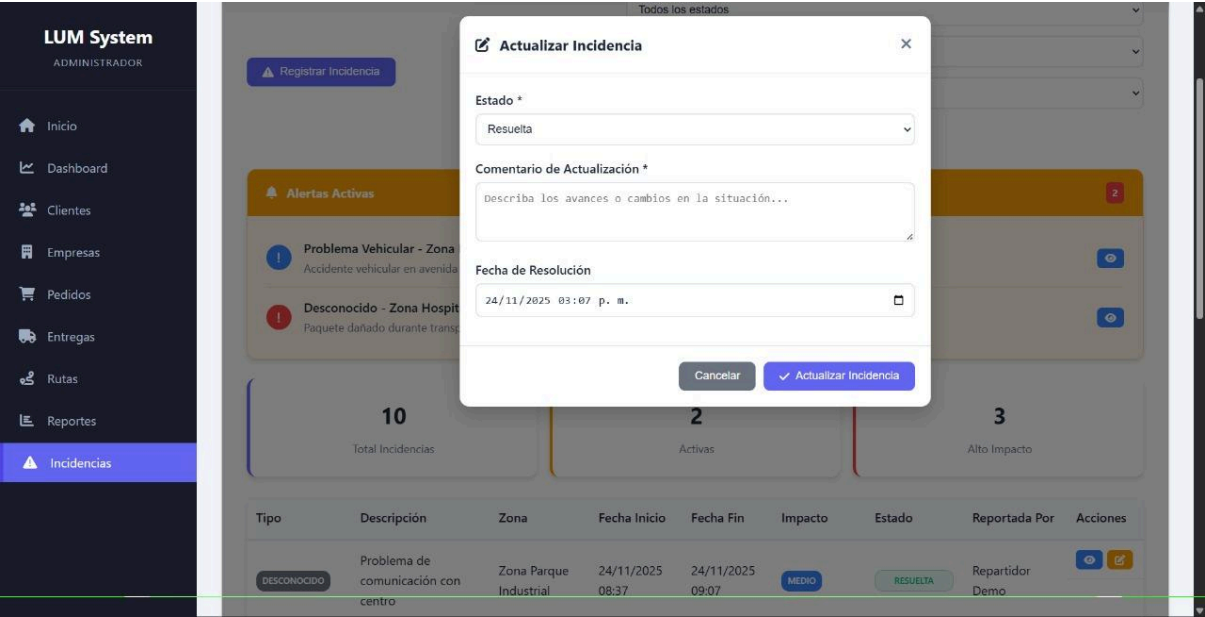 LUM System
ADMINISTRADOR
Inicio
Dashboard
Clientes
Empresas
Pedidos
Entregas
Rutas
Reportes
Incidencias
Todos los estados
Registrar Incidencia
Actualizar Incidencia
×
Estado *
Resuelta
Comentario de Actualización *
Describa los avances o cambios en la situación...
Fecha de Resolución
24/11/2025 03:07 p. m.
Cancelar
Actualizar Incidencia
Alertas Activas
2
Problema Vehicular - Zona
Accidente vehicular en avenida
Desconocido - Zona Hospit
Paquete dañado durante transp
10
Total Incidencias
2
Activas
3
Alto Impacto
Tipo Descripción Zona Fecha Inicio Fecha Fin Impacto Estado Reportada Por Acciones
DESCONOCIDO
Problema de
comunicación con
centro
Zona Parque
Industrial
24/11/2025
08:37
24/11/2025
09:07
MEDIO
RESUELTA
Repartidor
Demo